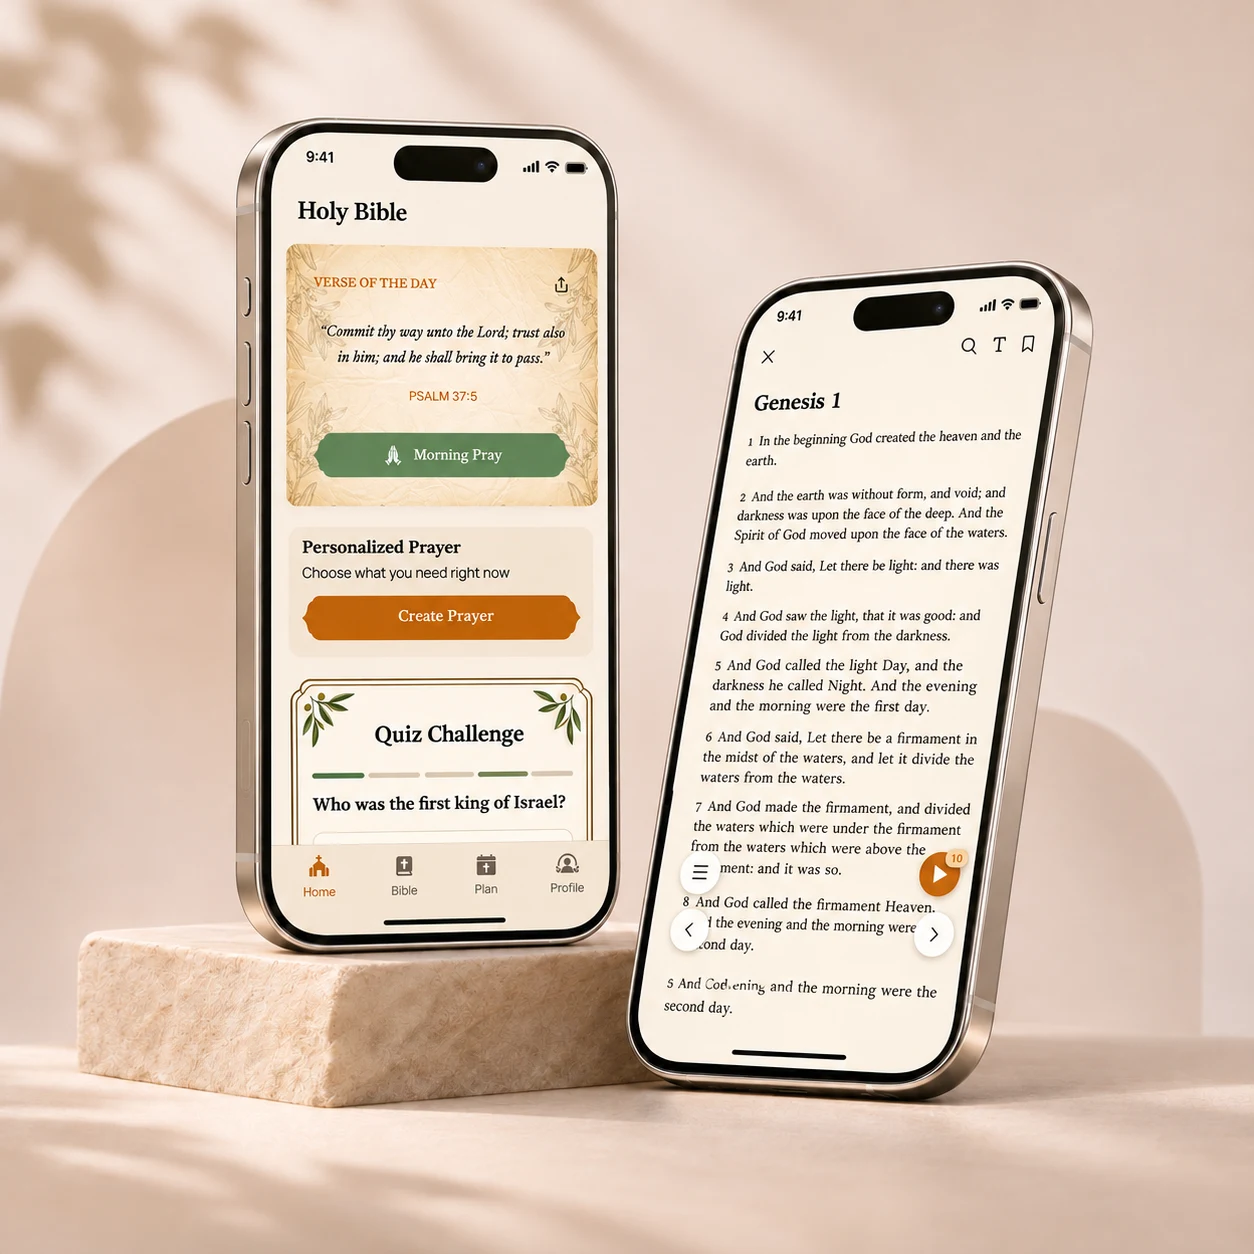 9:41
Holy Bible
VERSE OF THE DAY
“Commit thy way unto the Lord; trust also
in him; and he shall bring it to pass.”
PSALM 37:5
Morning Pray
Personalized Prayer
Choose what you need right now
Create Prayer
Quiz Challenge
Who was the first king of Israel?
Home
Bible
Plan
Profile
9:41
T
Genesis 1
1 In the beginning God created the heaven and the
earth.
2 And the earth was without form, and void; and
darkness was upon the face of the deep. And the
Spirit of God moved upon the face of the waters.
3 And God said, Let there be light: and there was
light.
4 And God saw the light, that it was good: and
God divided the light from the darkness.
5 And God called the light Day, and the
darkness he called Night. And the evening
and the morning were the first day.
6 And God said, Let there be a firmament in
the midst of the waters, and let it divide the
waters from the waters.
7 And God made the firmament, and divided
the waters which were under the firmament
from the waters which were above the
ment: and it was so.
10
8 And God called the firmament Heaven.
d the evening and the morning were
ond day.
5 And and the morning were the
second day.